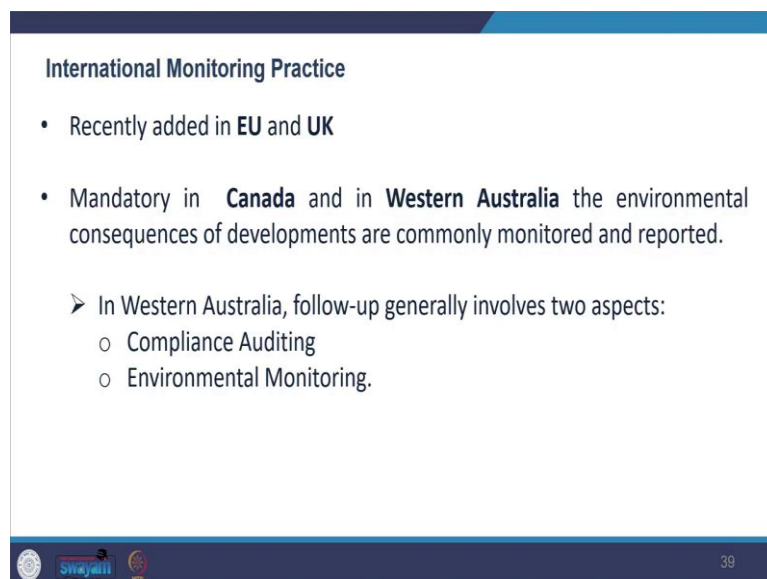 International Monitoring Practice
• Recently added in EU and UK
• Mandatory in Canada and in Western Australia the environmental
consequences of developments are commonly monitored and reported.
➢ In Western Australia, follow-up generally involves two aspects:
o Compliance Auditing
o Environmental Monitoring.
swayam
39